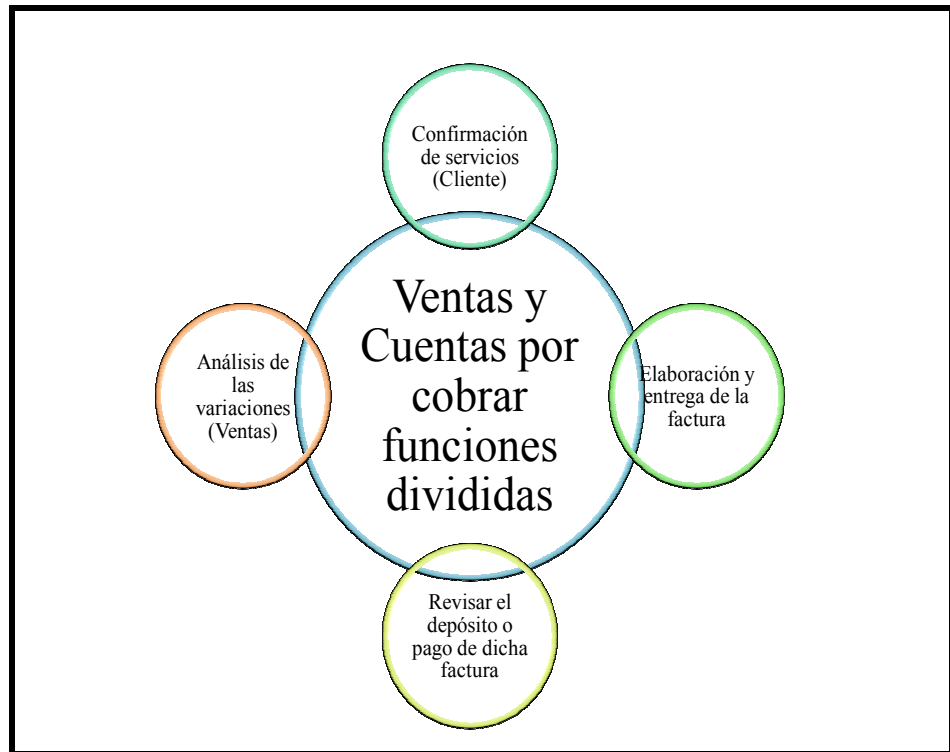 Confirmación
de servicios
(Cliente)
Ventas y
Cuentas por
cobrar
funciones
divididas
Elaboración y
entrega de la
factura
Revisar el
depósito o
pago de dicha
factura
Análisis de
las
variaciones
(Ventas)